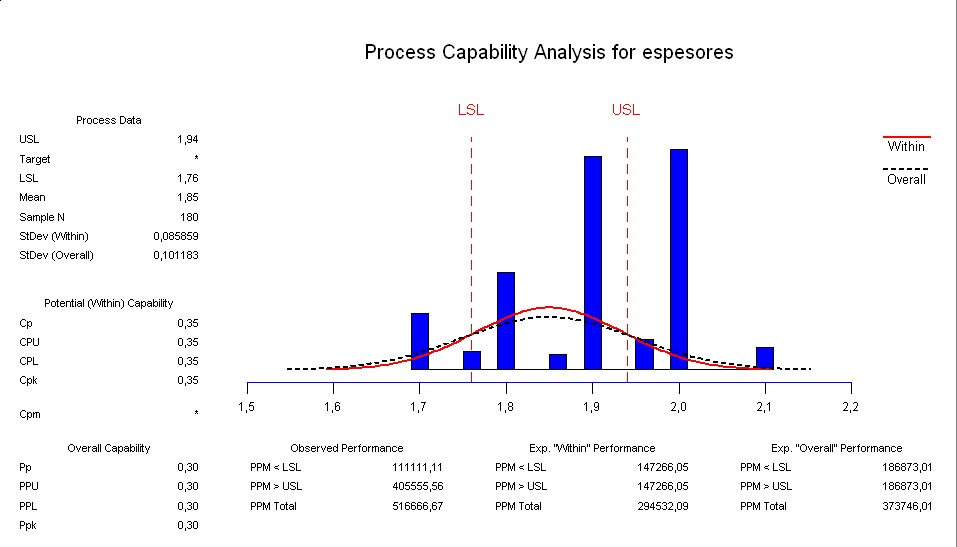 Process Capability Analysis for espesores
LSL
USL
Process Data
USL 1,94
Target *
LSL 1,76
Mean 1,85
Sample N 180
StDev (Within) 0,085859
StDev (Overall) 0,101183
Within
Overall
Potential (Within) Capability
Cp 0,35
CPU 0,35
CPL 0,35
Cpk 0,35
Cpm *
1,5 1,6 1,7 1,8 1,9 2,0 2,1 2,2
Overall Capability
Pp 0,30
PPU 0,30
PPL 0,30
Ppk 0,30
Observed Performance
PPM < LSL 111111,11
PPM > USL 405555,56
PPM Total 516666,67
Exp. "Within" Performance
PPM < LSL 147266,05
PPM > USL 147266,05
PPM Total 294532,09
Exp. "Overall" Performance
PPM < LSL 186873,01
PPM > USL 186873,01
PPM Total 373746,01